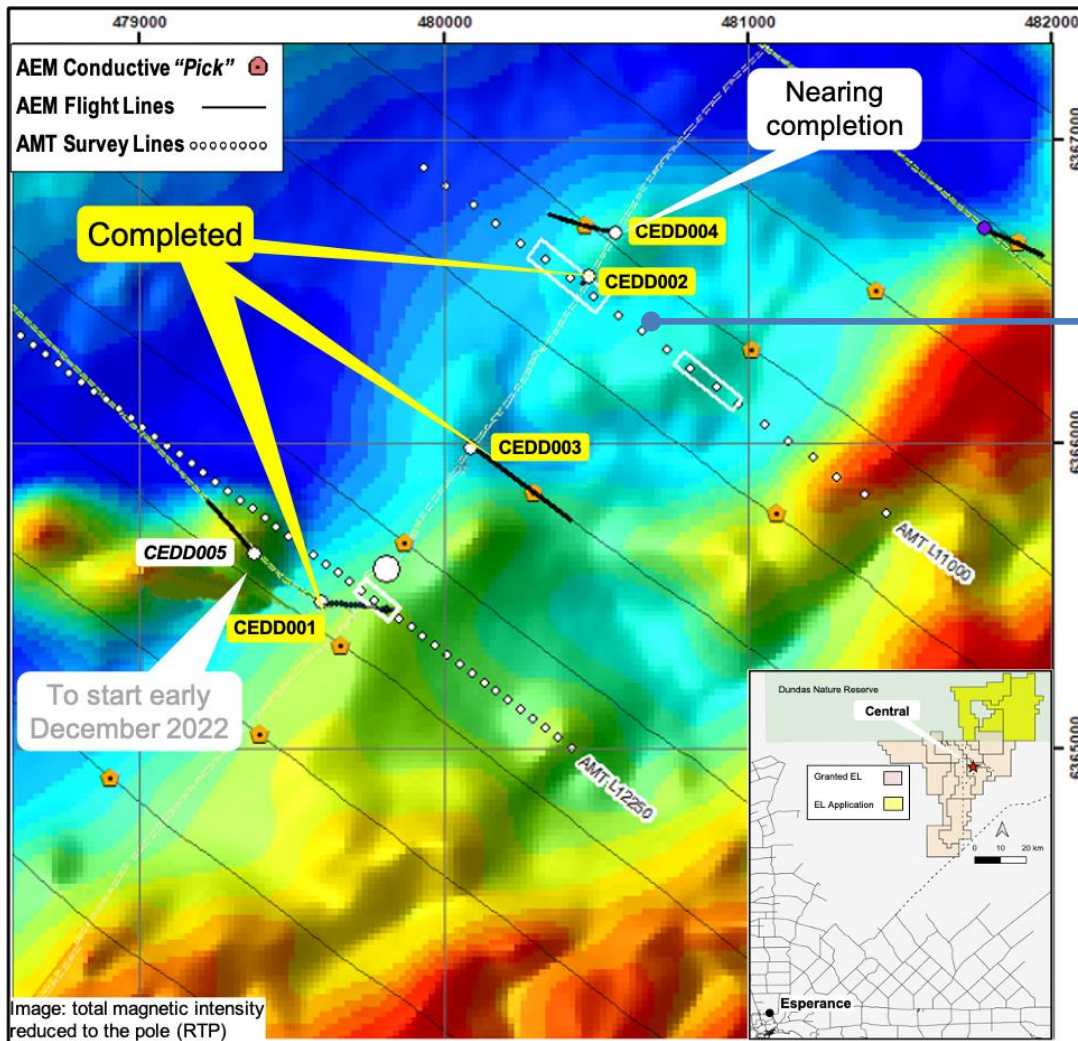 479000
480000
481000
482000
AEM Conductive "Pick"
AEM Flight Lines
AMT Survey Lines
Nearing
completion
6367000
Completed
CEDD004
CEDD002
CEDD003
6366000
CEDD005
AMT L11000
CEDD001
To start early
December 2022
AMT L12250
6365000
Dundas Nature Reserve
Central
Granted EL
EL Application
0 10 20 km
Esperance
Image: total magnetic intensity
reduced to the pole (RTP)